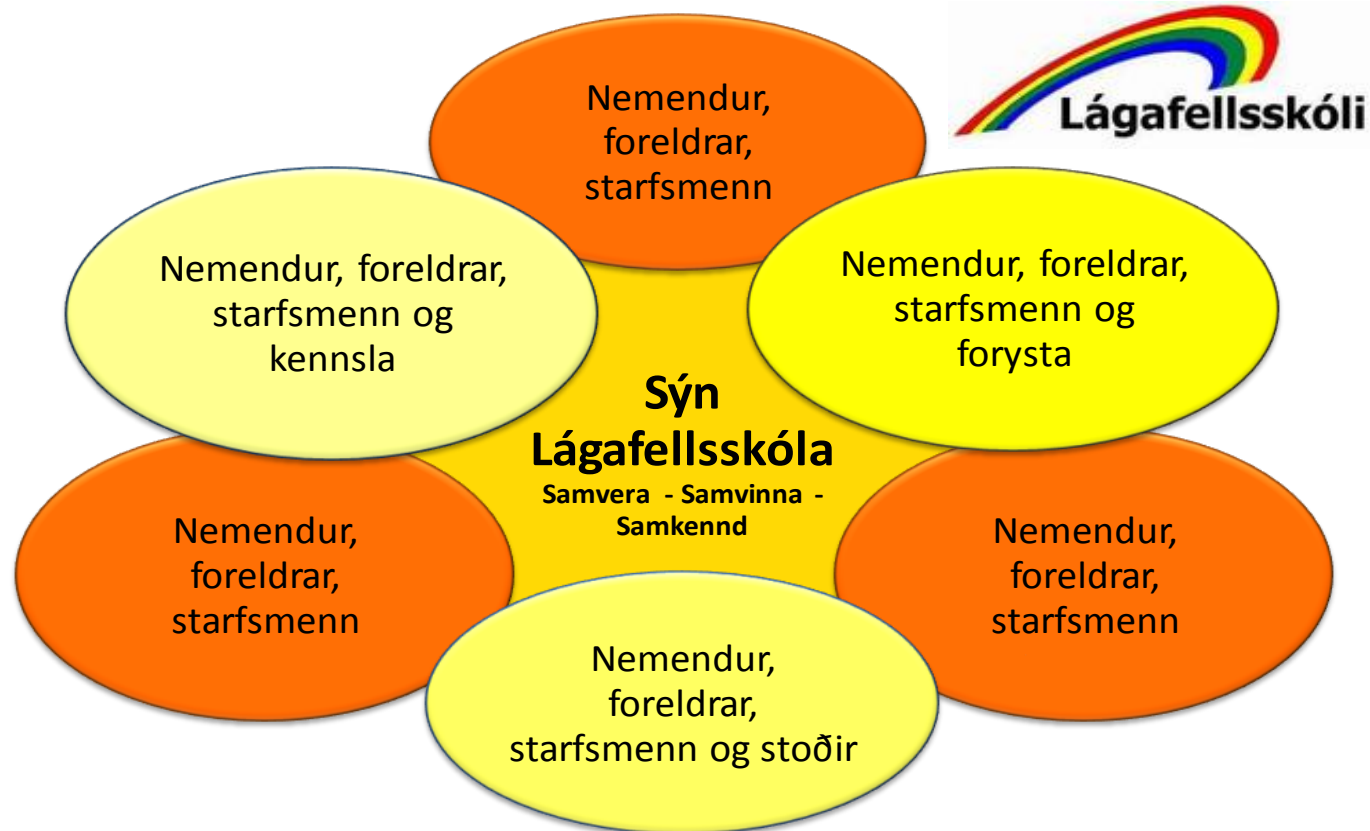 Lágafellsskóli
Nemendur,
foreldrar,
starfsmenn
Nemendur, foreldrar,
starfsmenn og
kennsla
Nemendur, foreldrar,
starfsmenn og
forysta
Sýn
Lágafellsskóla
Samvera - Samvinna -
Samkennd
Nemendur,
foreldrar,
starfsmenn
Nemendur,
foreldrar,
starfsmenn
Nemendur,
foreldrar,
starfsmenn og stoðir